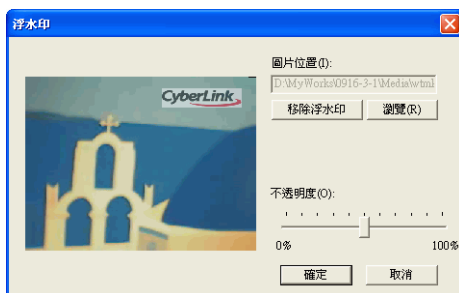 浮水印
CyberLink
圖片位置(I):
D:\MyWorks\0916-3-1\Media\wtml
移除浮水印
瀏覽(R)
不透明度(O):
0%
100%
確定
取消